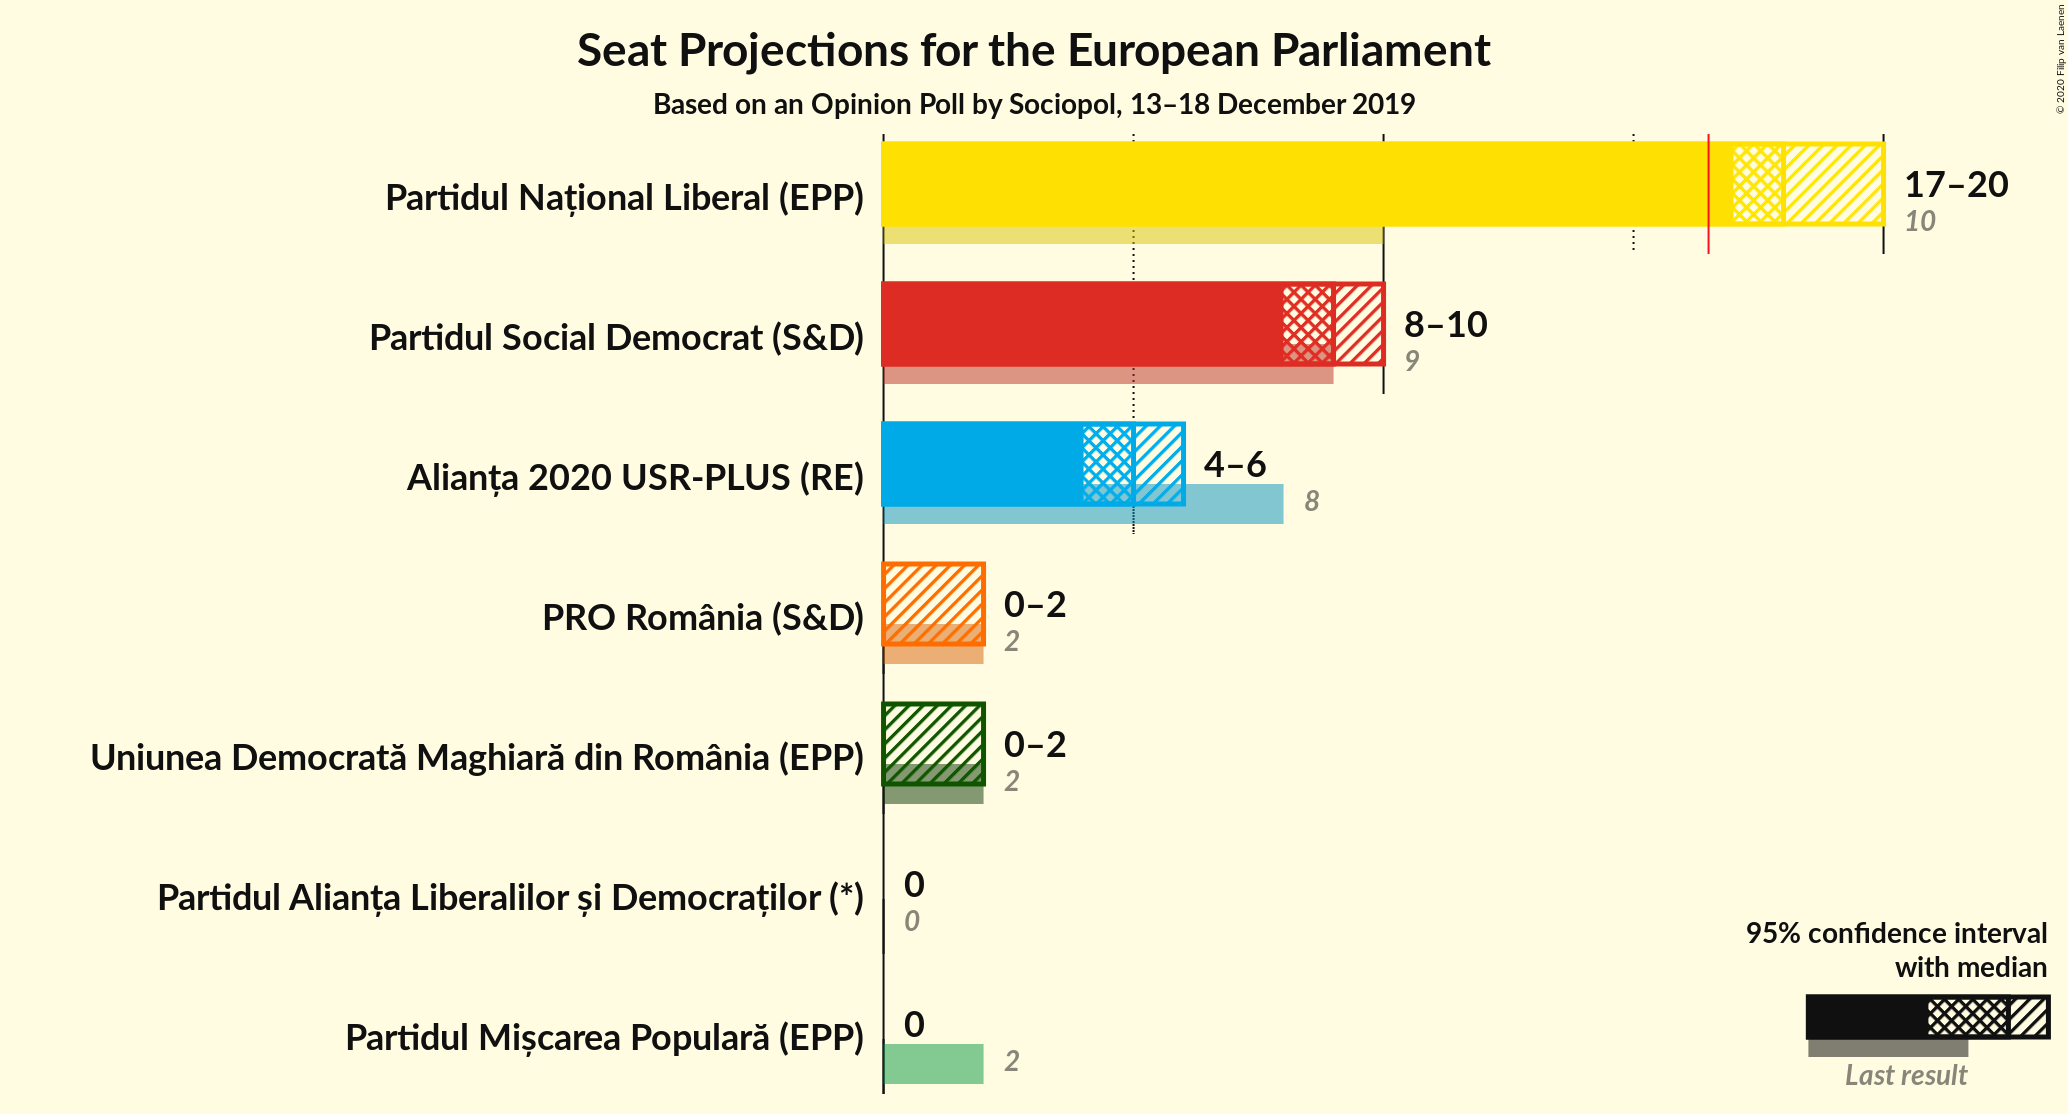 Seat Projections for the European Parliament
Based on an Opinion Poll by Sociopol, 13–18 December 2019
© 2020 Filip van Laenen
Partidul Național Liberal (EPP)
17–20
10
Partidul Social Democrat (S&D)
8–10
9
Alianța 2020 USR-PLUS (RE)
4–6
8
PRO România (S&D)
0–2
2
Uniunea Democrată Maghiară din România (EPP)
0–2
2
Partidul Alianța Liberalilor și Democraților (*)
0
0
Partidul Mișcarea Populară (EPP)
0
2
95% confidence interval
with median
Last result